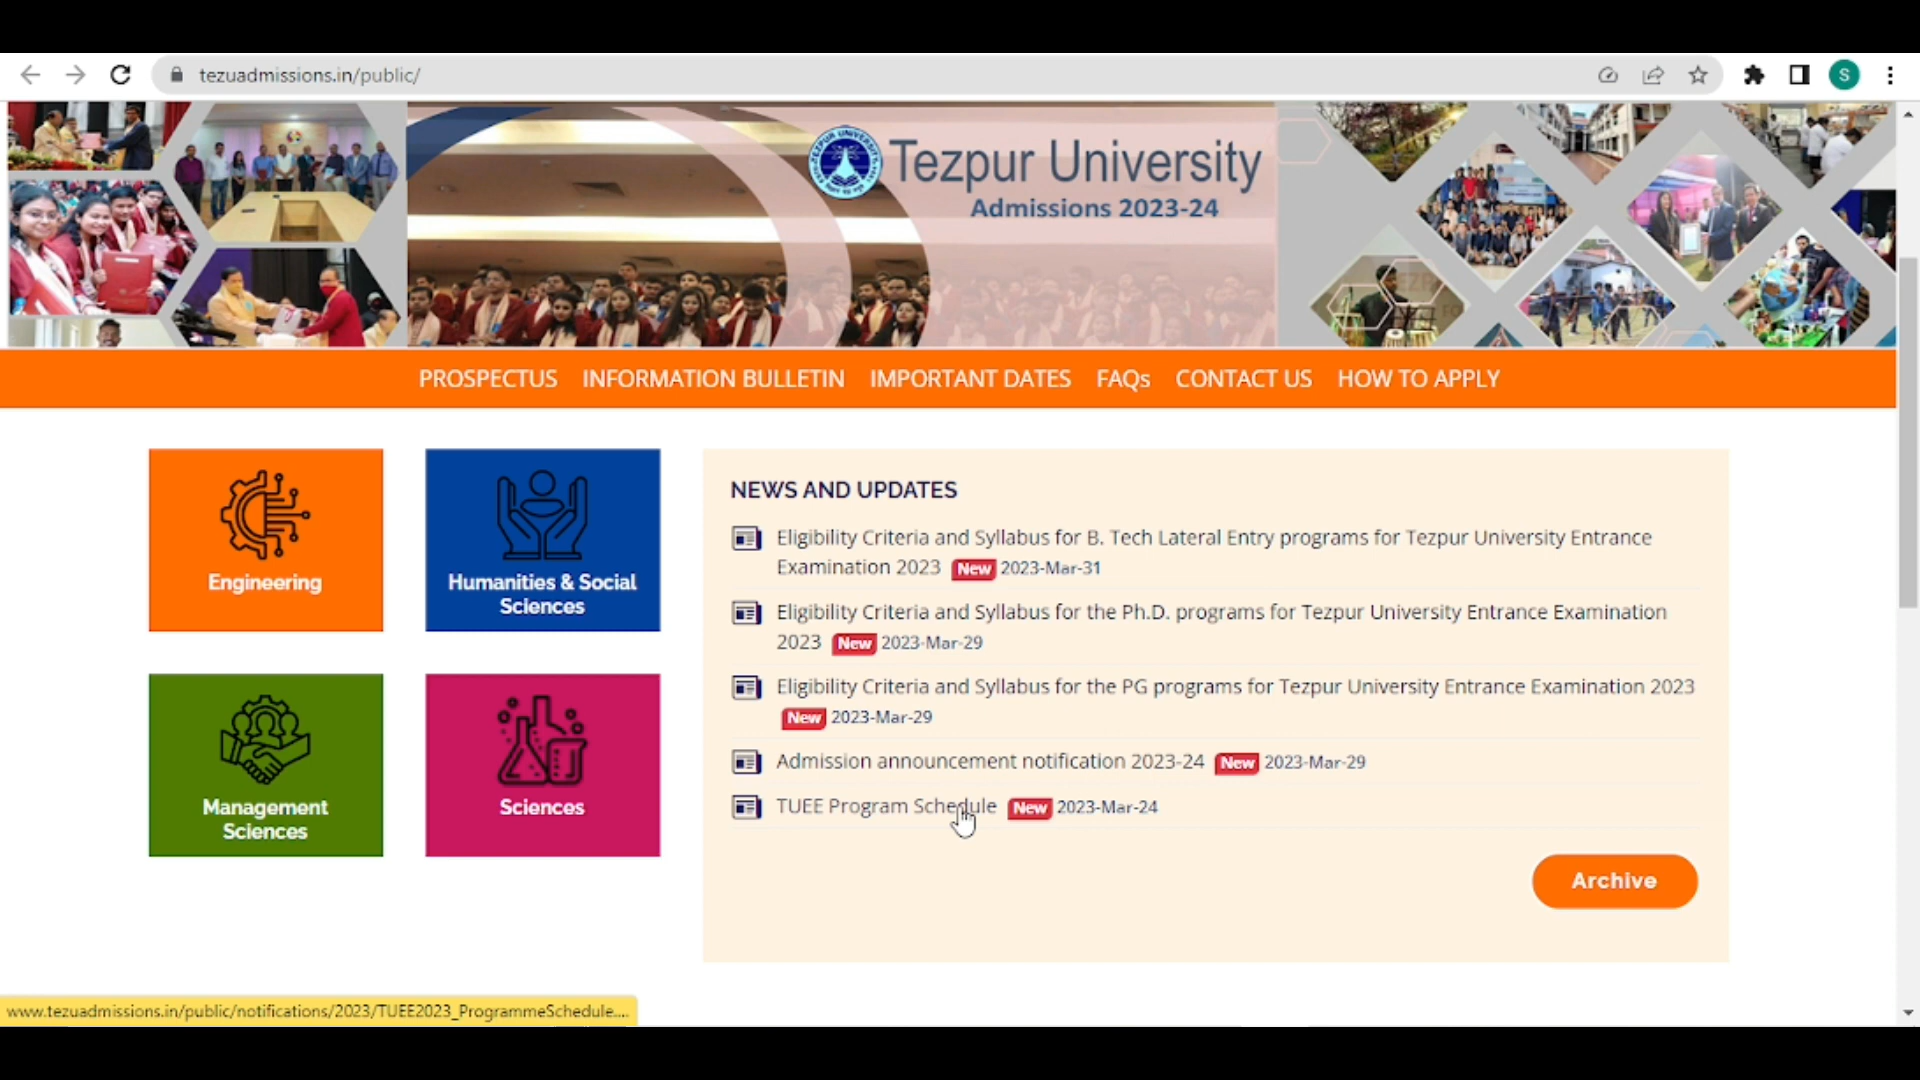 tezuadmissions.in/public/
S
TEZPUR UNIVERSITY
Tezpur University
Admissions 2023-24
PROSPECTUS INFORMATION BULLETIN IMPORTANT DATES FAQs CONTACT US HOW TO APPLY
Engineering
Humanities & Social
Sciences
Management
Sciences
Sciences
NEWS AND UPDATES
Eligibility Criteria and Syllabus for B. Tech Lateral Entry programs for Tezpur University Entrance
Examination 2023 New 2023-Mar-31
Eligibility Criteria and Syllabus for the Ph.D. programs for Tezpur University Entrance Examination
2023 New 2023-Mar-29
Eligibility Criteria and Syllabus for the PG programs for Tezpur University Entrance Examination 2023
New 2023-Mar-29
Admission announcement notification 2023-24 New 2023-Mar-29
TUEE Program Schedule New 2023-Mar-24
Archive
www.tezuadmissions.in/public/notifications/2023/TUEE2023_ProgrammeSchedule....